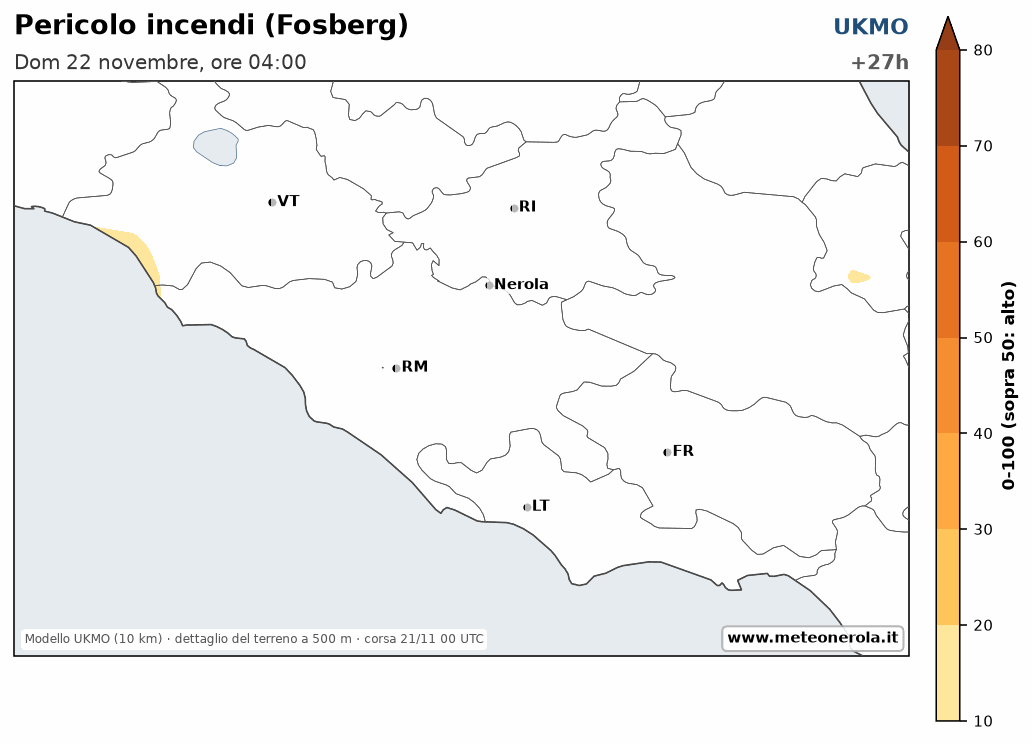 Pericolo incendi (Fosberg)
UKMO
Dom 22 novembre, ore 04:00
+27h
VT
RI
Nerola
RM
FR
LT
Modello UKMO (10 km) · dettaglio del terreno a 500 m · corsa 21/11 00 UTC
www.meteonerola.it
80
70
60
50
40
30
20
10
0-100 (sopra 50: alto)